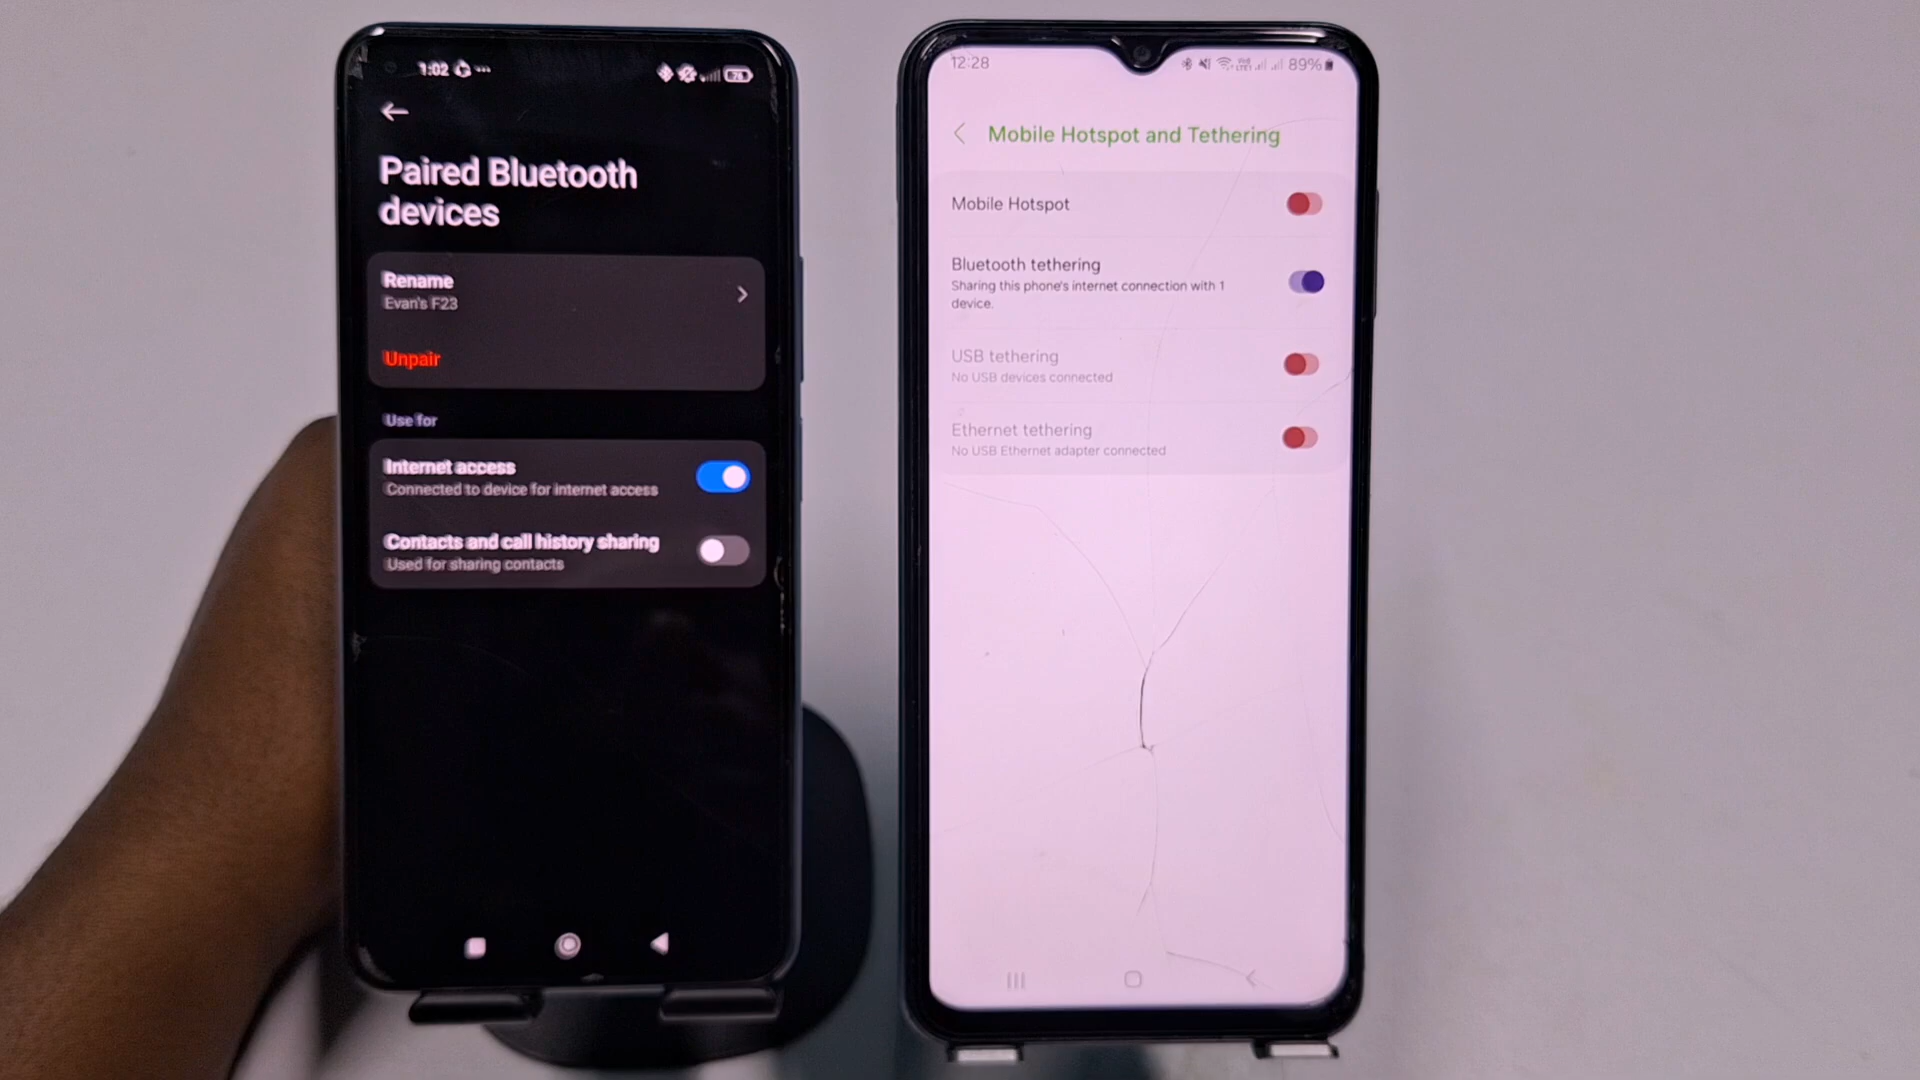 1:02
78
Paired Bluetooth
devices
Rename
Evan's F23
Unpair
Use for
Internet access
Connected to device for internet access
Contacts and call history sharing
Used for sharing contacts
12:28
89%
Mobile Hotspot and Tethering
Mobile Hotspot
Bluetooth tethering
Sharing this phone's internet connection with 1
device.
USB tethering
No USB devices connected
Ethernet tethering
No USB Ethernet adapter connected